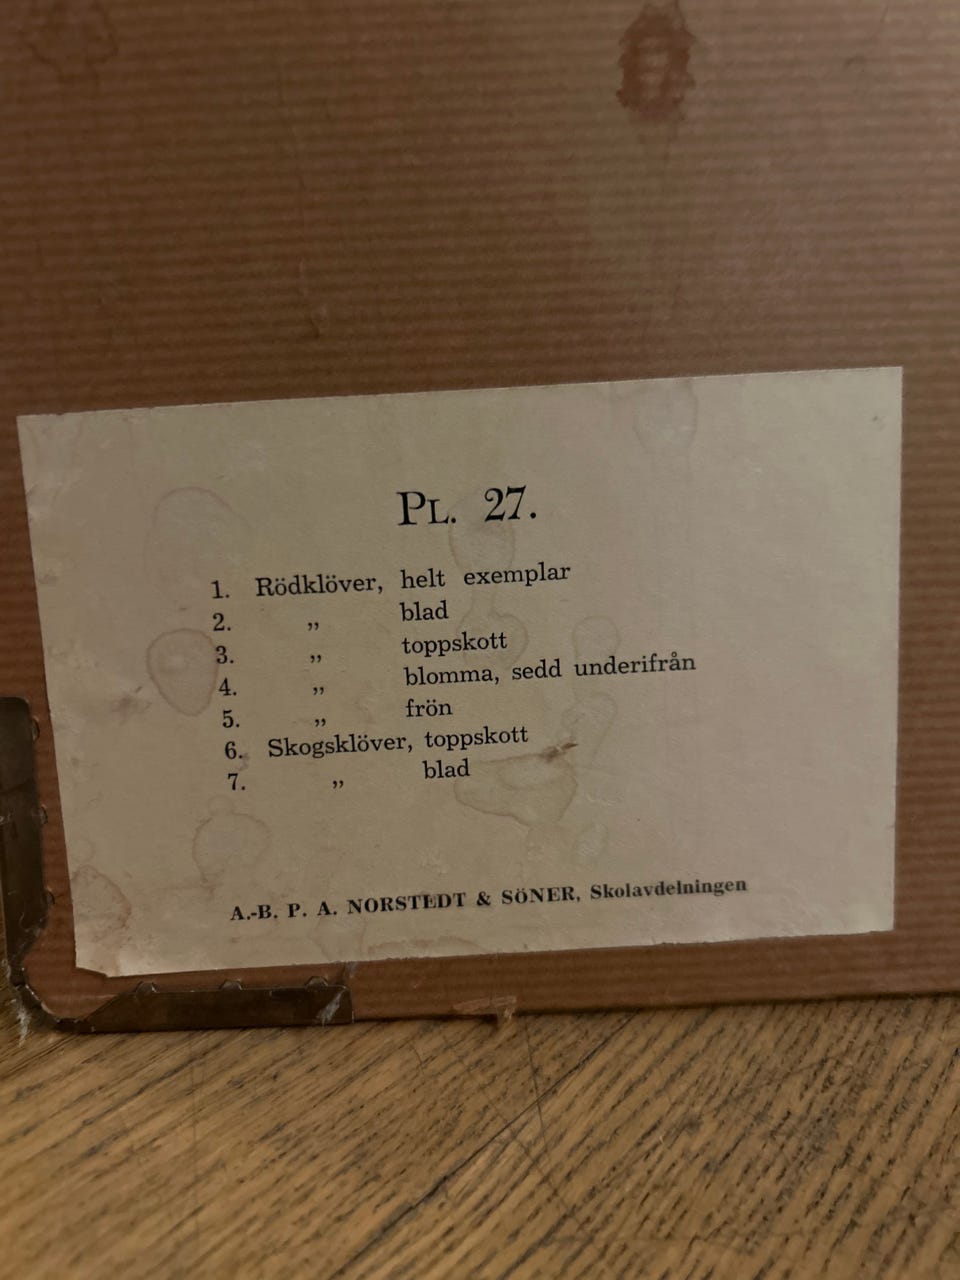 PL. 27.
1. Rödklöver, helt exemplar
2. „ blad
3. „ toppskott
4. „ blomma, sedd underifrån
5. „ frön
6. Skogsklöver, toppskott
7. „ blad
A.-B. P. A. NORSTEDT & SÖNER, Skolavdelningen